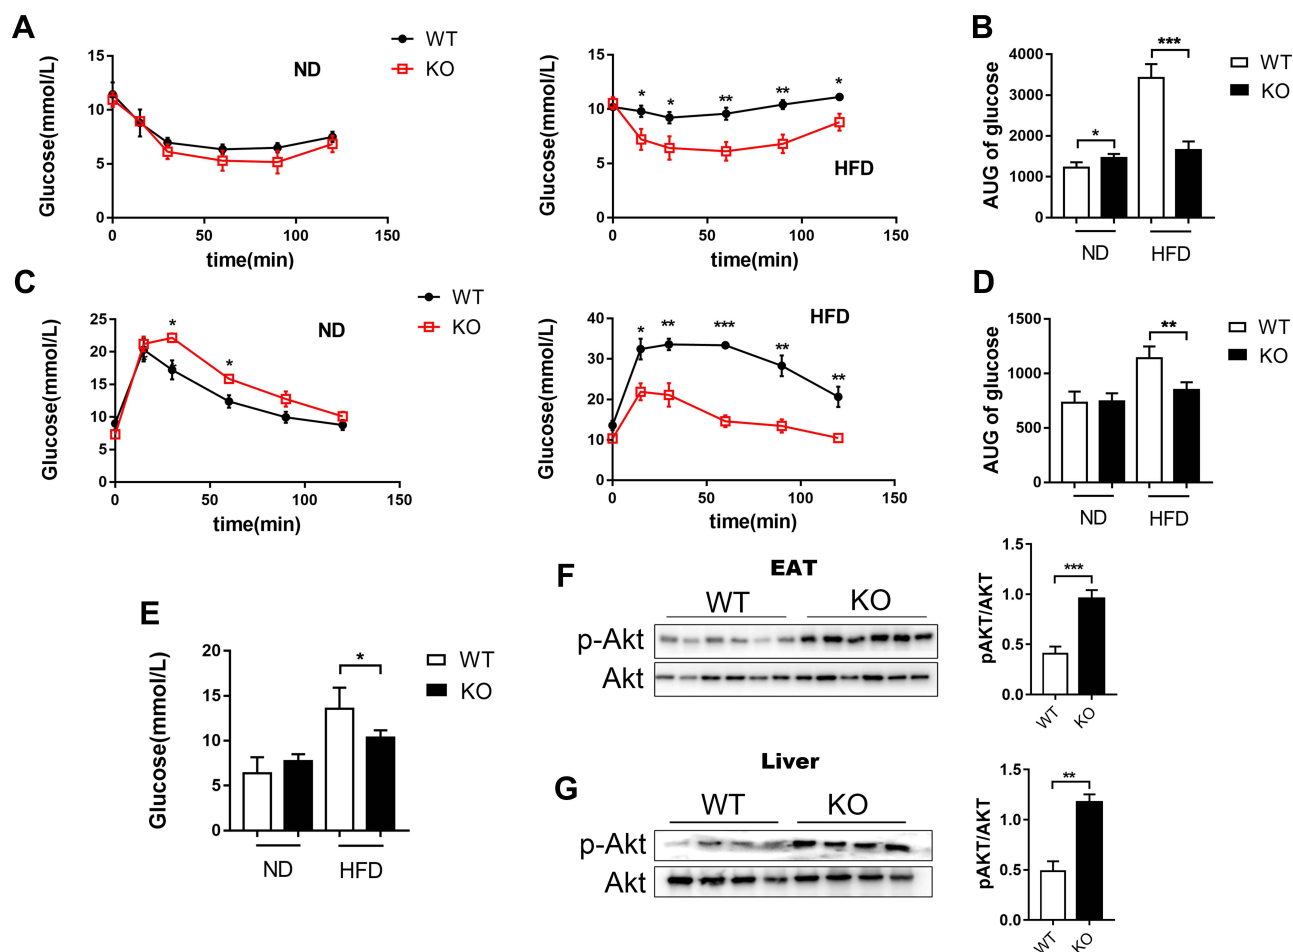 A
Glucose(mmol/L)
15
10
5
0
0
50
100
150
time(min)
ND
WT
KO
Glucose(mmol/L)
15
10
5
0
* * ** ** *
HFD
0
50
100
150
time(min)
B
AUG of glucose
4000
3000
2000
1000
0
*
***
ND
HFD
WT
KO
C
Glucose(mmol/L)
25
20
15
10
5
0
* *
ND
0
50
100
150
time(min)
WT
KO
Glucose(mmol/L)
40
30
20
10
0
* ** *** ** **
HFD
0
50
100
150
time(min)
D
AUG of glucose
1500
1000
500
0
**
ND
HFD
WT
KO
E
Glucose(mmol/L)
20
15
10
5
0
*
ND
HFD
WT
KO
F
EAT
WT
KO
p-Akt
Akt
pAKT/AKT
1.5
1.0
0.5
0.0
***
WT
KO
G
Liver
WT
KO
p-Akt
Akt
pAKT/AKT
1.5
1.0
0.5
0.0
**
WT
KO